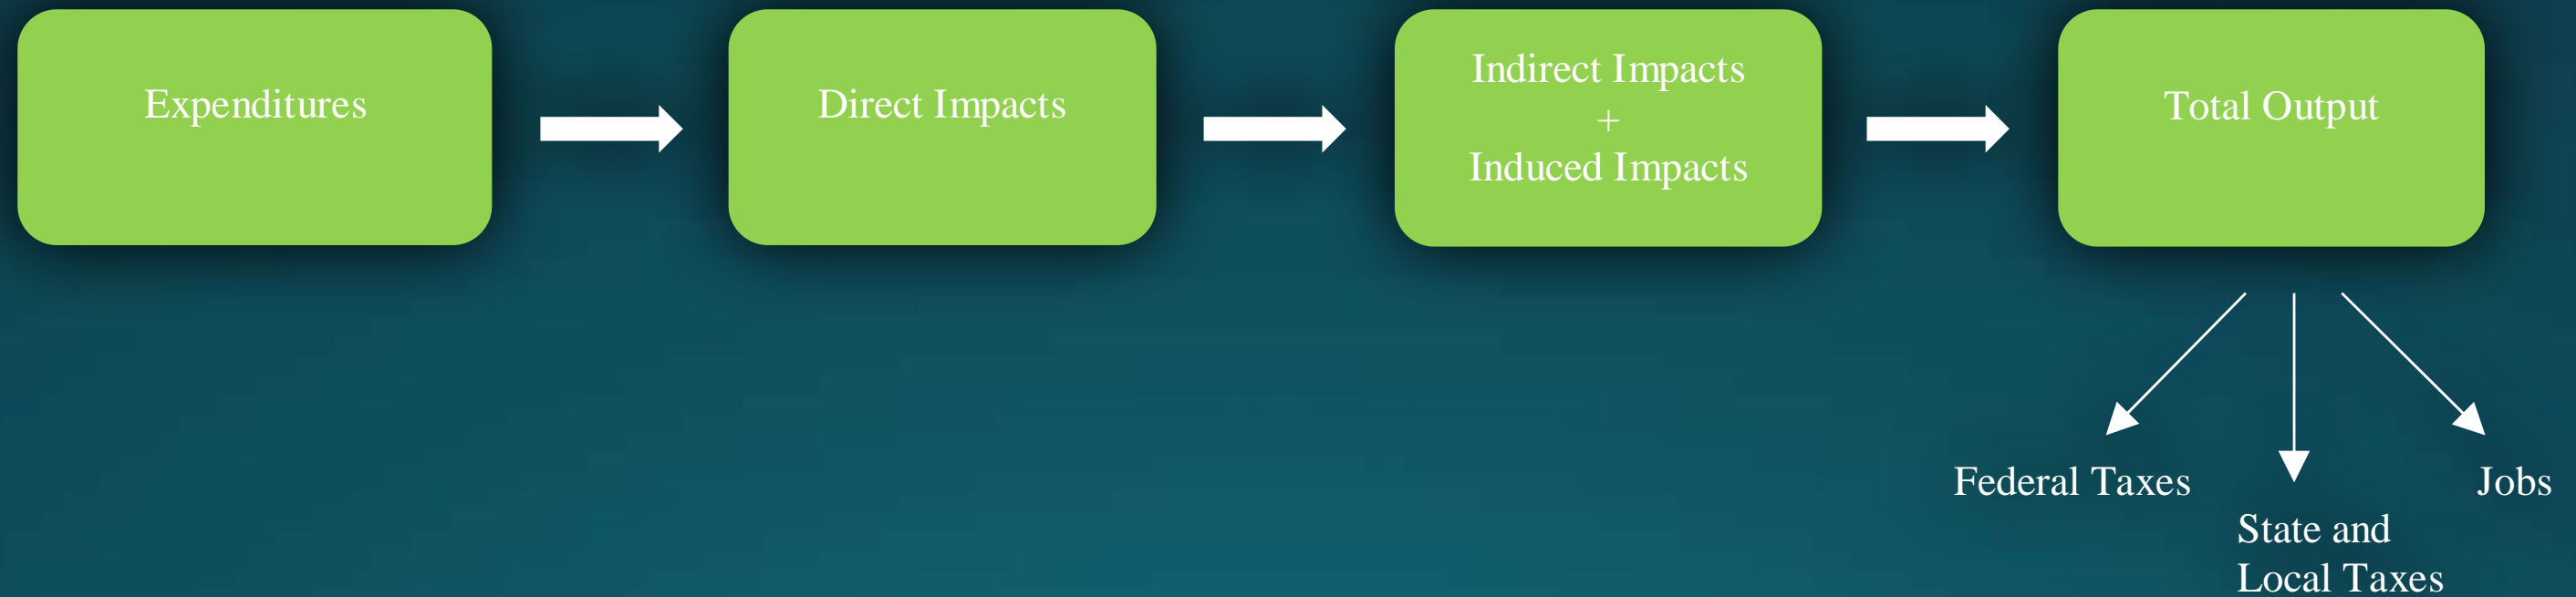 Expenditures
Direct Impacts
Indirect Impacts
+
Induced Impacts
Total Output
Federal Taxes
State and
Local Taxes
Jobs